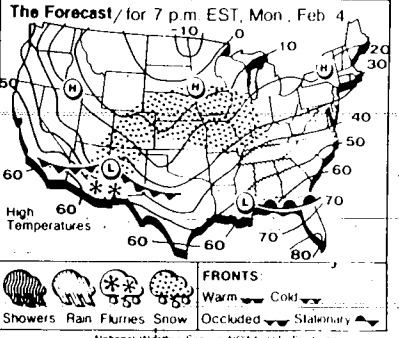 The Forecast / for 7 p.m. EST, Mon., Feb 4
-10 0 10 20 30
50
H H H
40
50
60 L L
60 60 60 70 70 80
High
Temperatures
Showers Rain Flurries Snow
FRONTS:
Warm Cold
Occluded Stationary